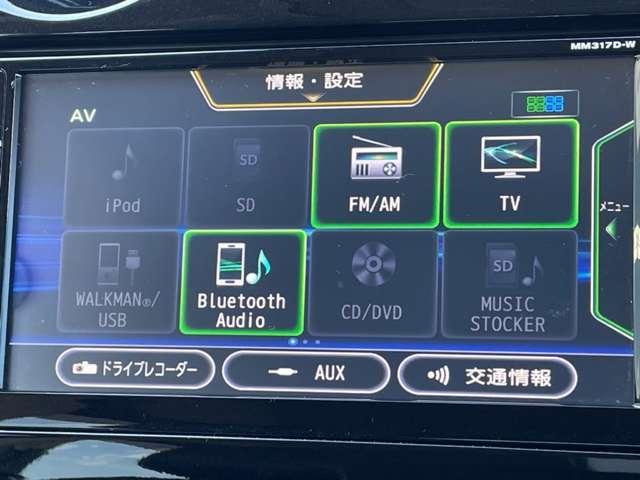 MM317D-W
情報・設定
AV
iPod
SD
SD
FM/AM
TV
メニュー
WALKMAN®/
USB
Bluetooth
Audio
CD/DVD
SD
MUSIC
STOCKER
ドライブレコーダー
AUX
交通情報